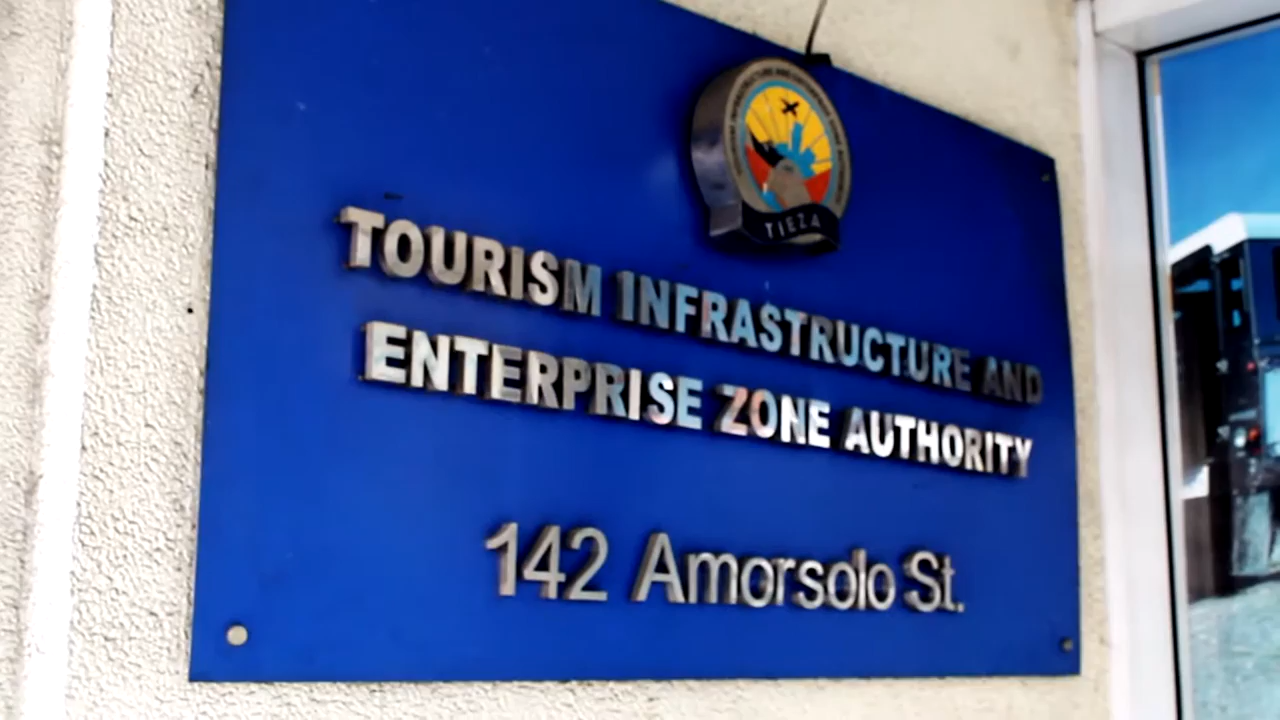 TIEZA
TOURISM INFRASTRUCTURE AND
ENTERPRISE ZONE AUTHORITY
142 Amorsolo St.